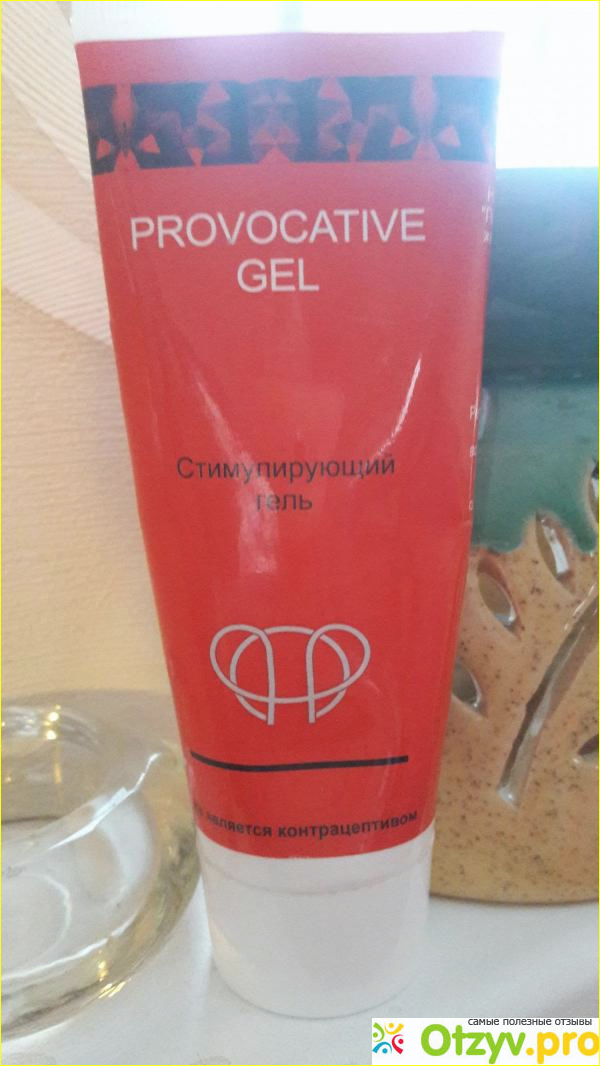 PROVOCATIVE
GEL
Стимулирующий
гель
является контрацептивом
самые полезные отзывы
Otzyv.pro